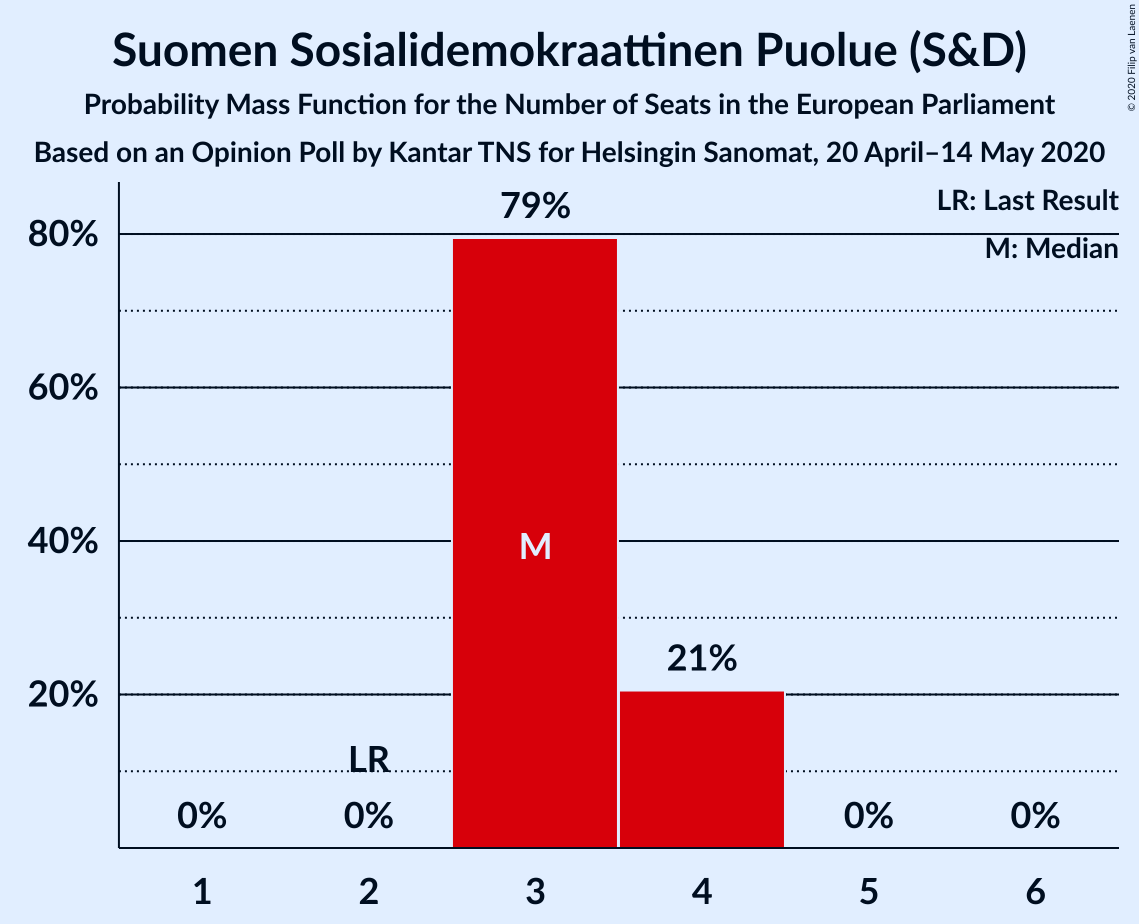 Suomen Sosialidemokraattinen Puolue (S&D)
Probability Mass Function for the Number of Seats in the European Parliament
Based on an Opinion Poll by Kantar TNS for Helsingin Sanomat, 20 April–14 May 2020
© 2020 Filip van Laenen
LR: Last Result
M: Median
79%
80%
60%
40%
M
21%
20%
LR
0%
0%
0%
0%
1
2
3
4
5
6